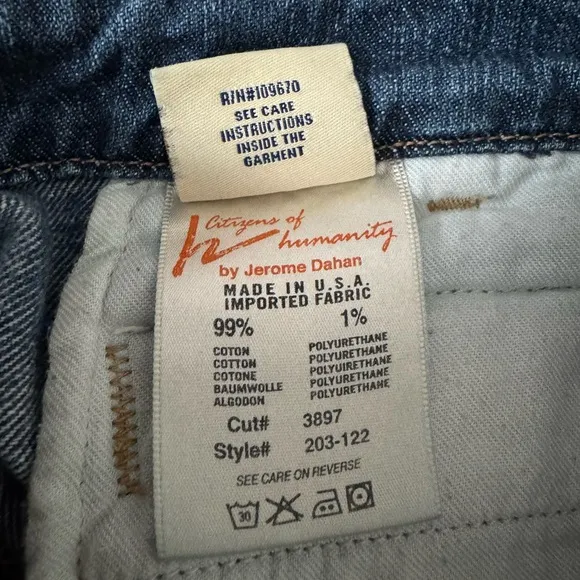 R/N#109670
SEE CARE
INSTRUCTIONS
INSIDE THE
GARMENT
Citizens of
humanity
by Jerome Dahan
MADE IN U.S.A.
IMPORTED FABRIC
99% 1%
COTON POLYURETHANE
COTTON POLYURETHANE
COTONE POLYUIRETHANE
BAUMWOLLE POLYURETHANE
ALGODON POLYURETHANE
Cut# 3897
Style# 203-122
SEE CARE ON REVERSE
30